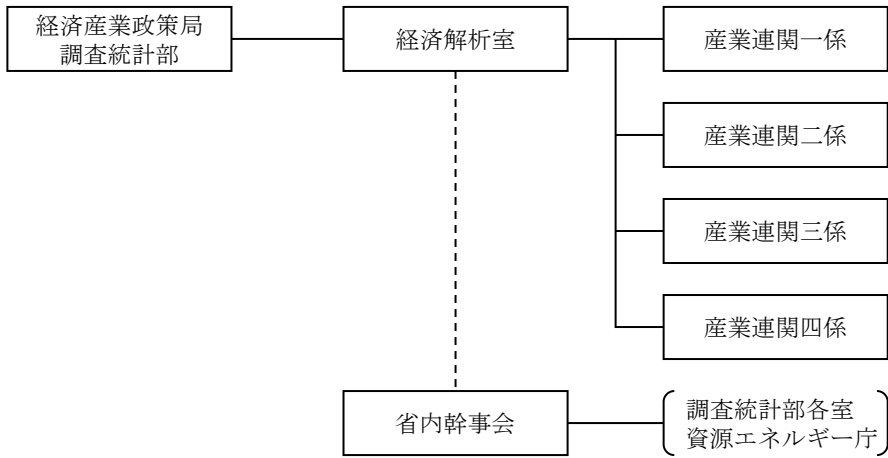 経済産業政策局
調査統計部
経済解析室
産業連関一係
産業連関二係
産業連関三係
産業連関四係
省内幹事会
調査統計部各室
資源エネルギー庁